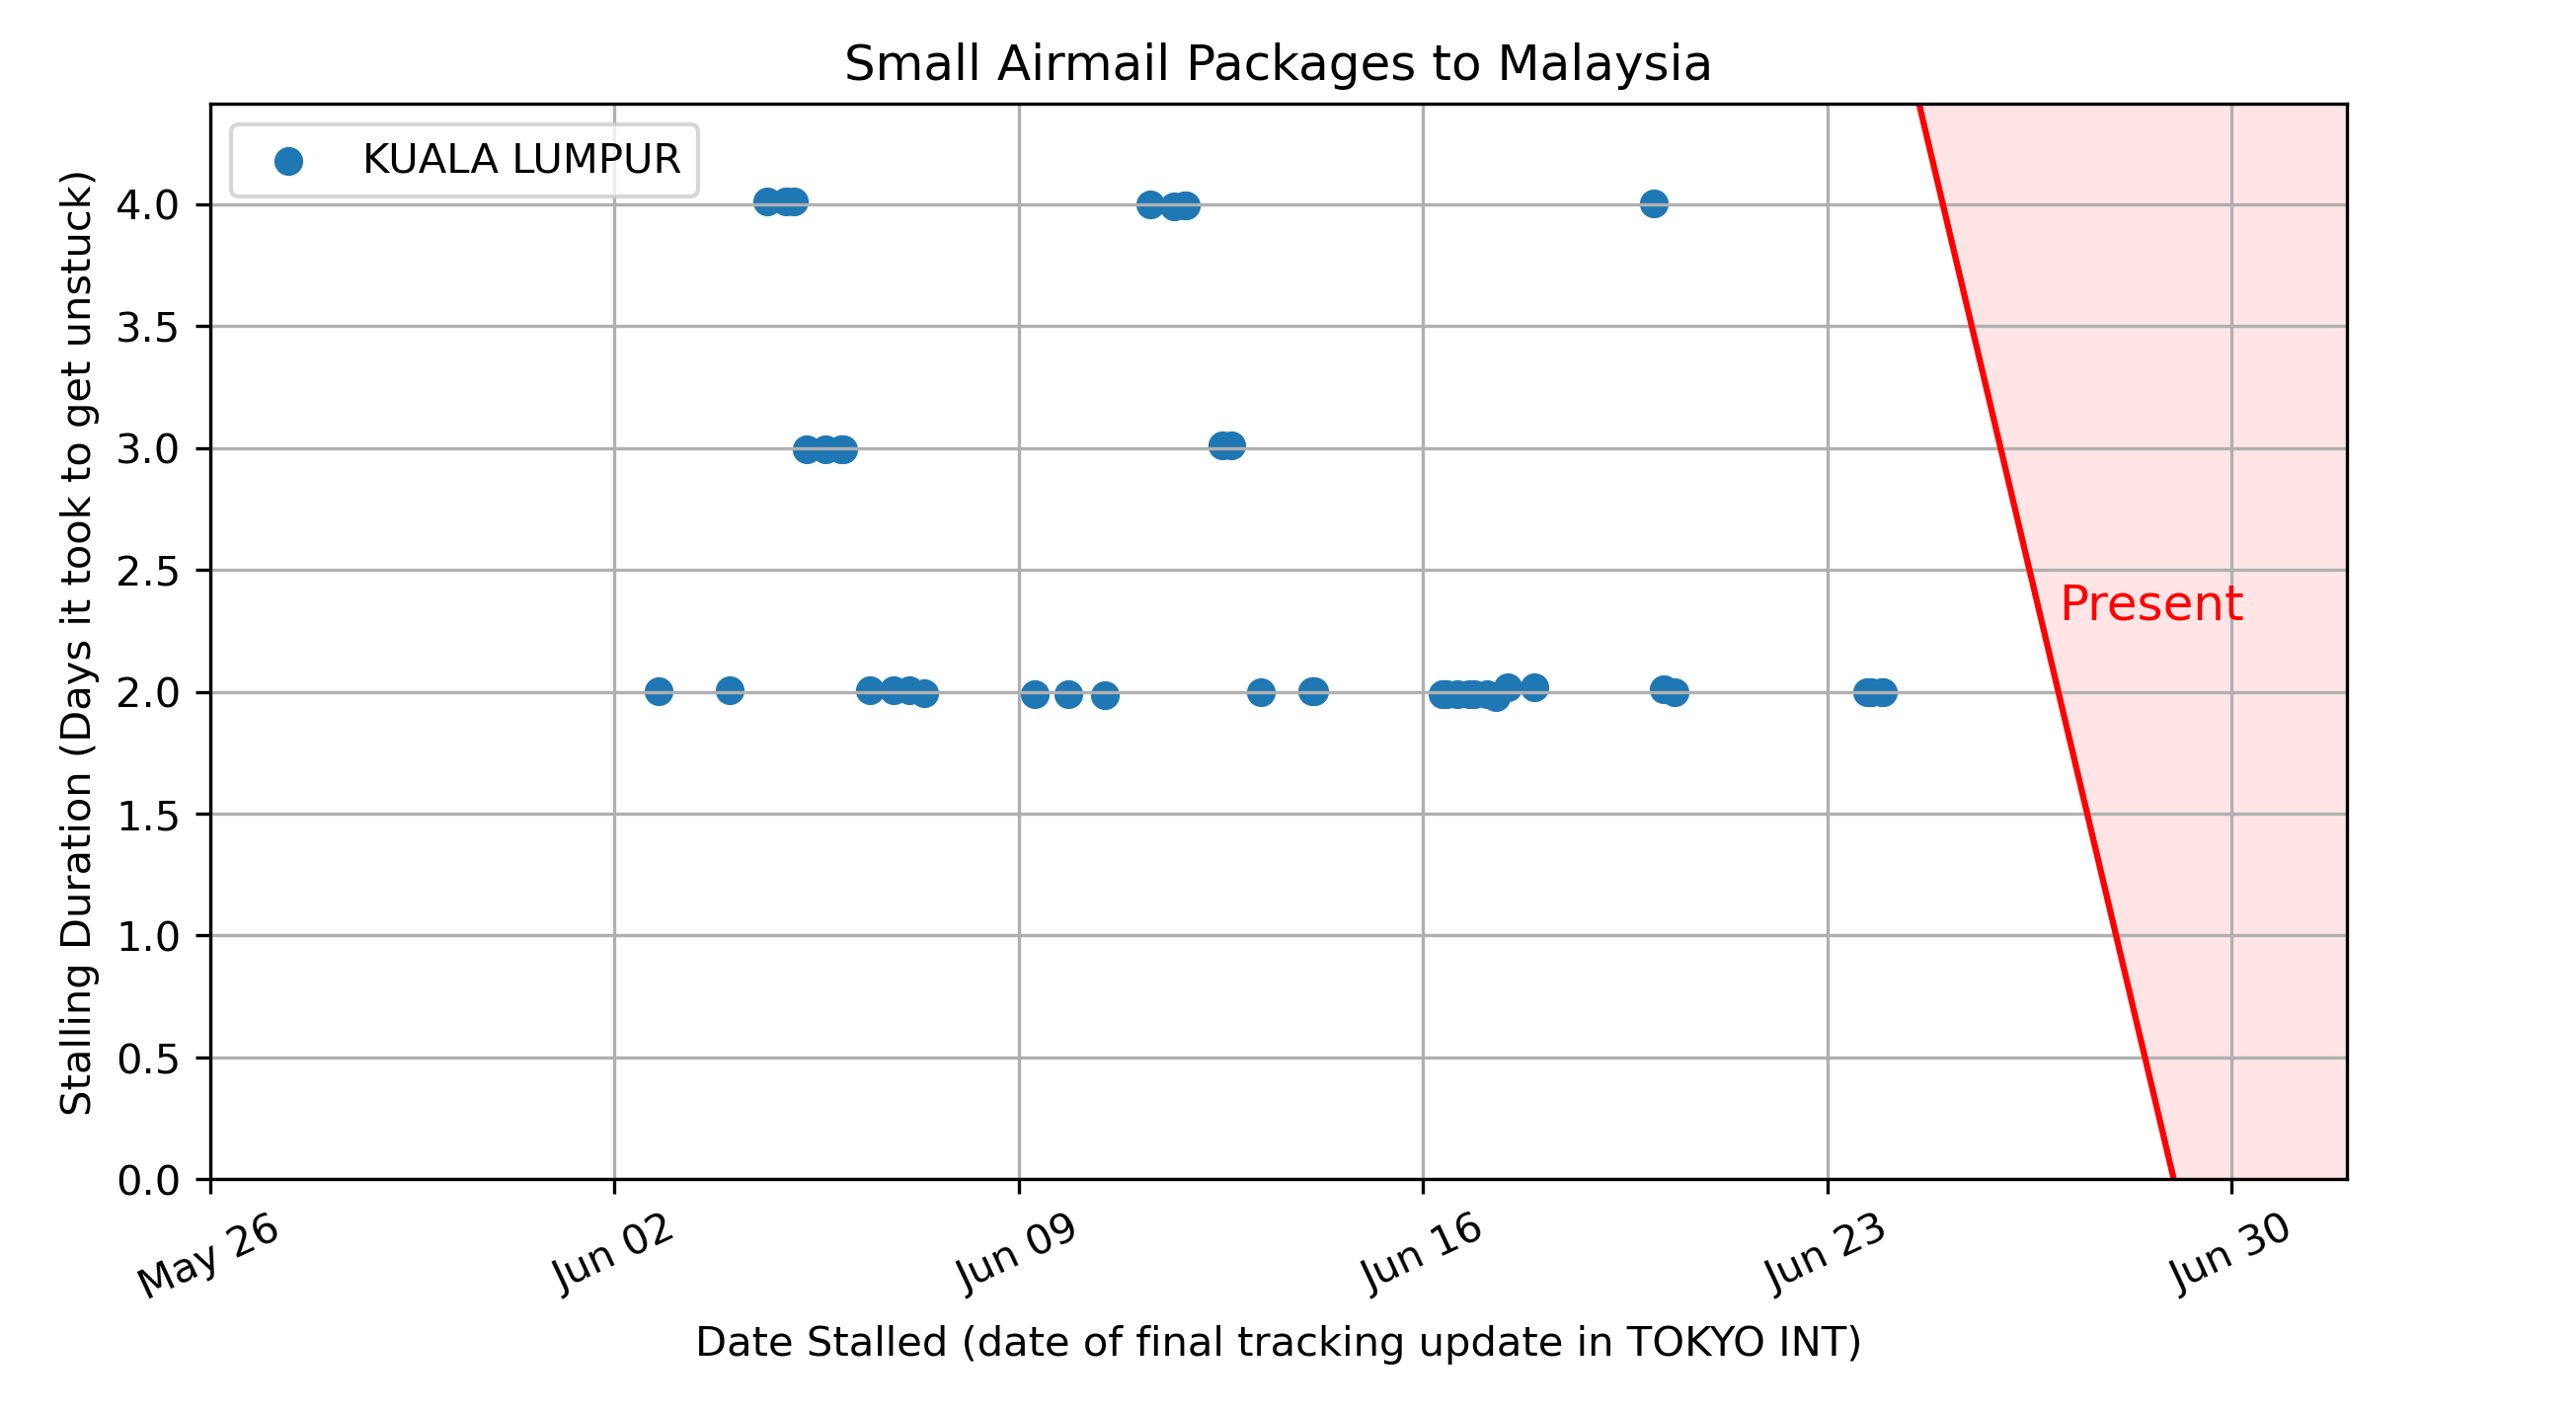 Small Airmail Packages to Malaysia
KUALA LUMPUR
Stalling Duration (Days it took to get unstuck)
4.0
3.5
3.0
2.5
2.0
1.5
1.0
0.5
0.0
Present
May 26
Jun 02
Jun 09
Jun 16
Jun 23
Jun 30
Date Stalled (date of final tracking update in TOKYO INT)